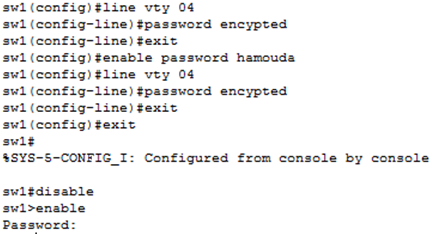 sw1(config)#line vty 04
sw1(config-line)#password encypted
sw1(config-line)#exit
sw1(config)#enable password hamouda
sw1(config)#line vty 04
sw1(config-line)#password encypted
sw1(config-line)#exit
sw1(config)#exit
sw1#
%SYS-5-CONFIG_I: Configured from console by console
sw1#disable
sw1>enable
Password: